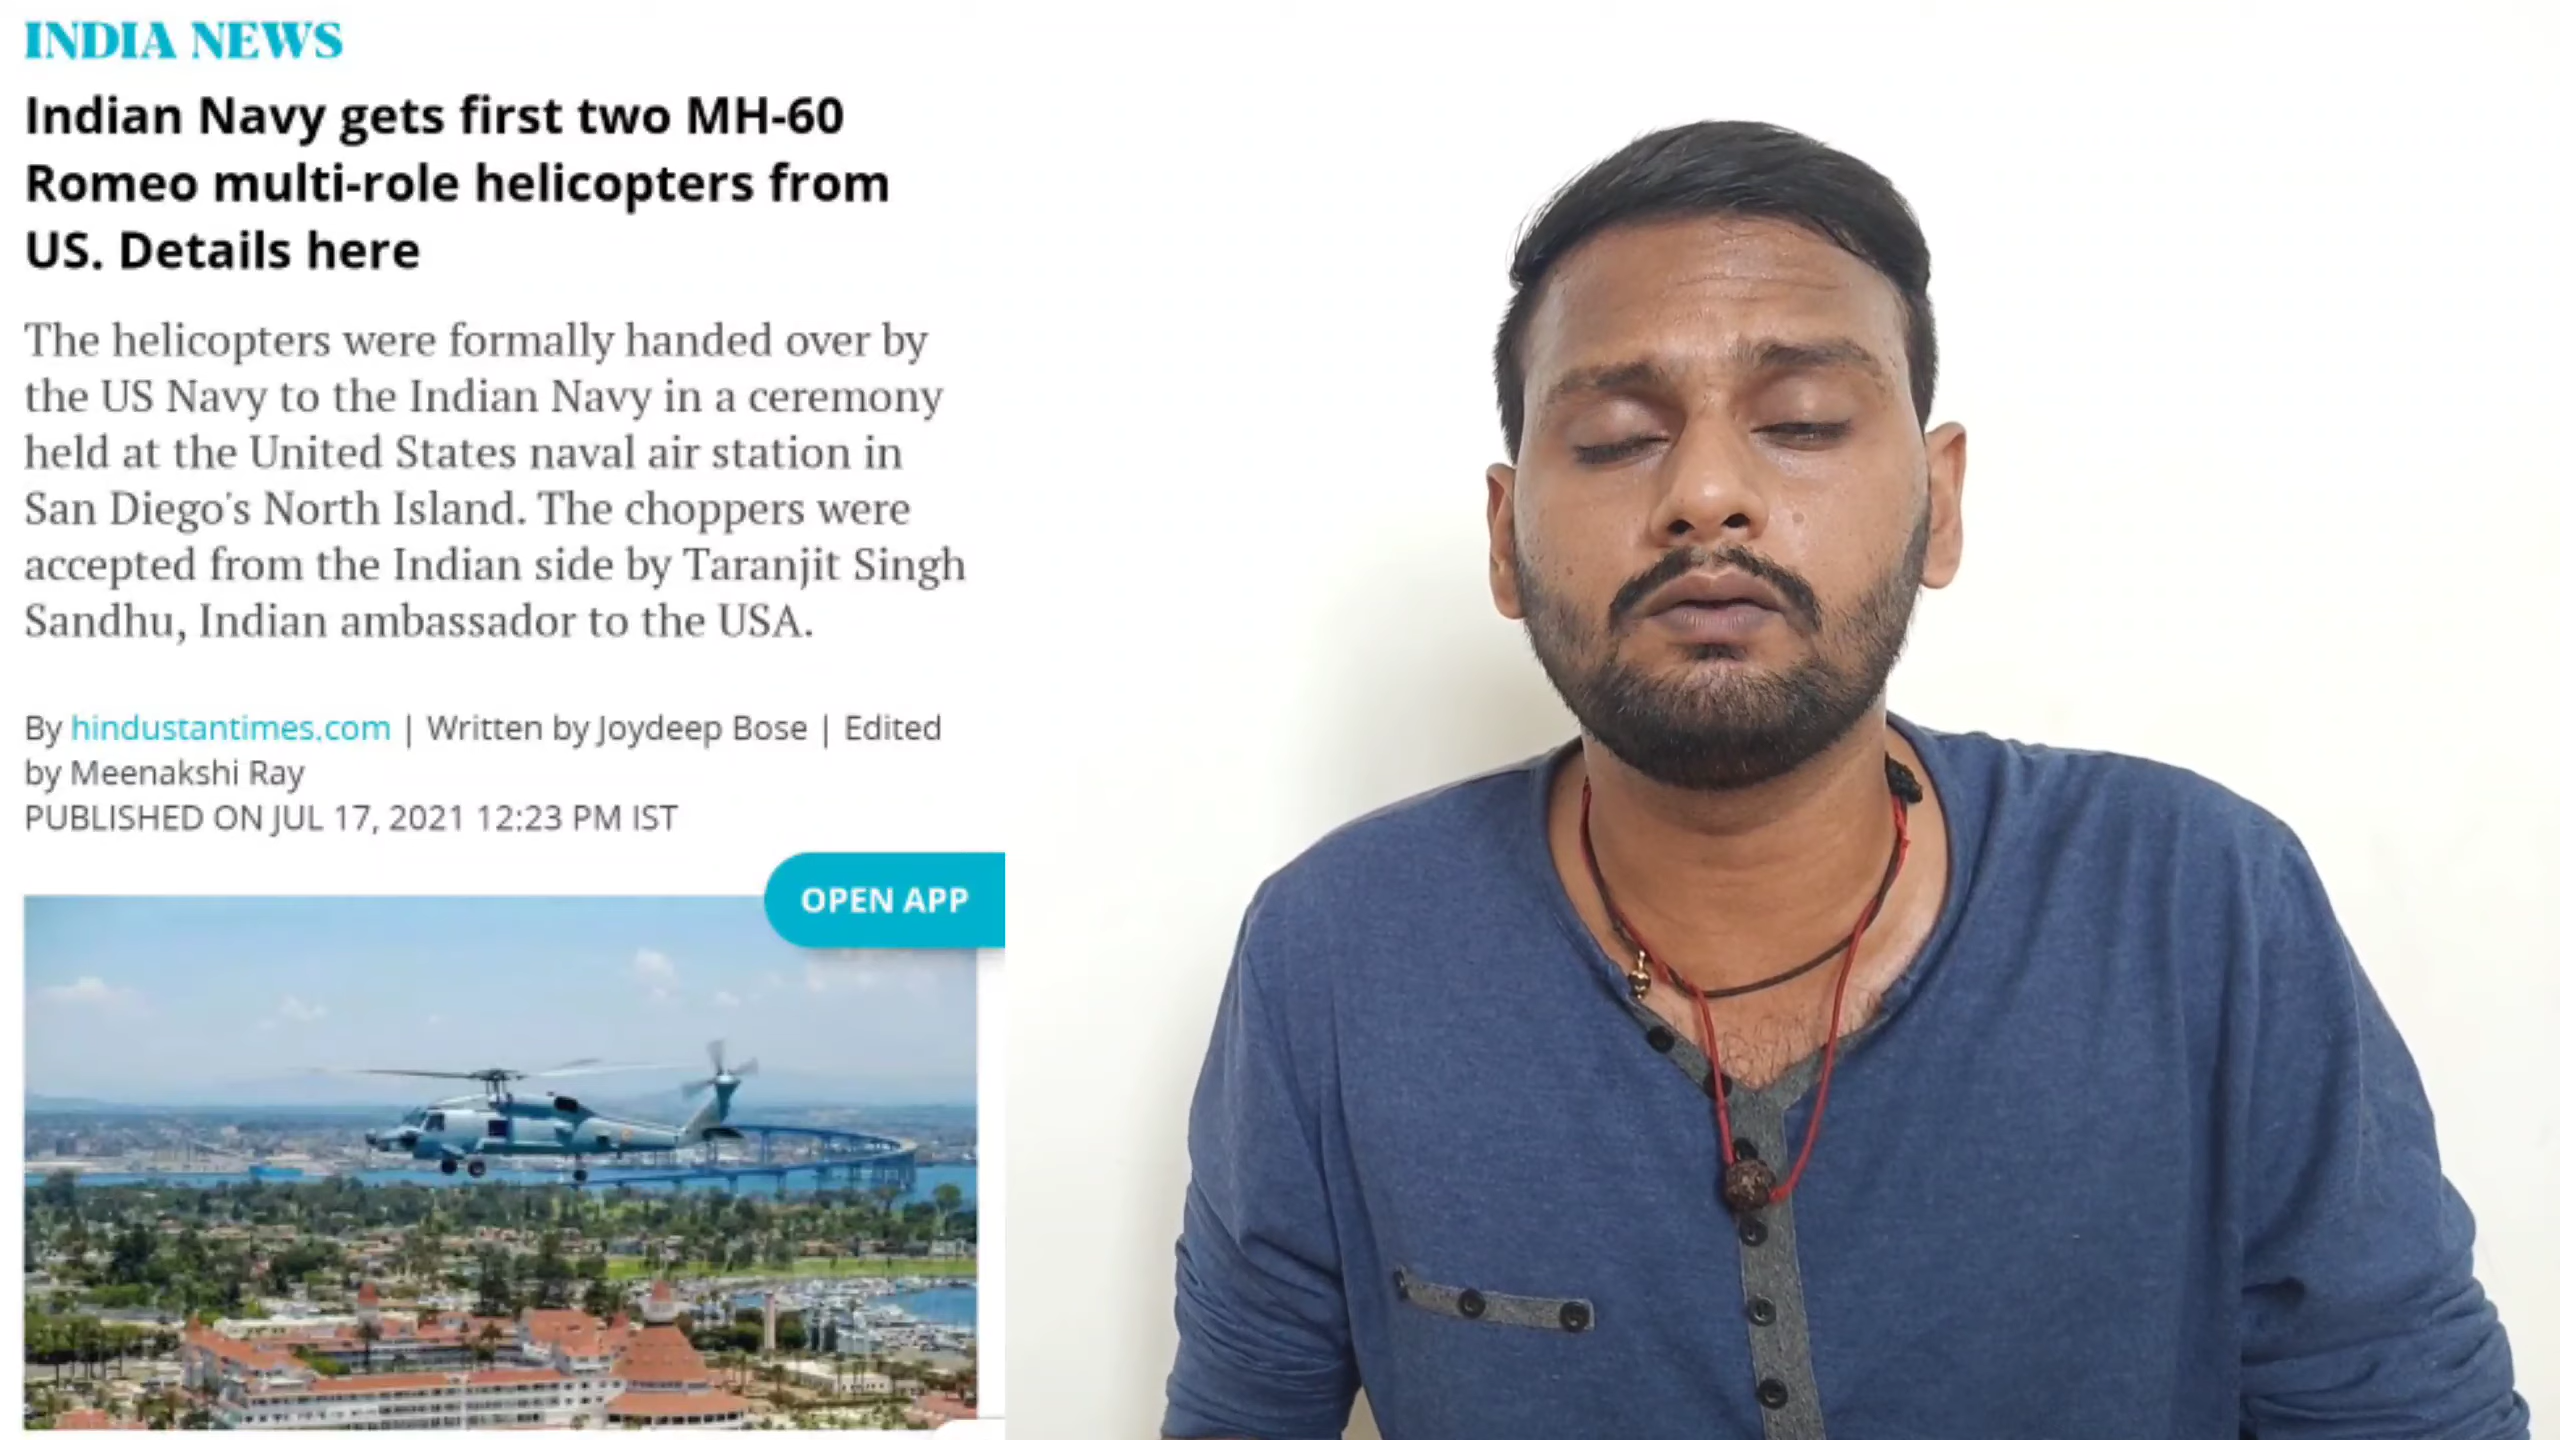 INDIA NEWS
Indian Navy gets first two MH-60
Romeo multi-role helicopters from
US. Details here
The helicopters were formally handed over by
the US Navy to the Indian Navy in a ceremony
held at the United States naval air station in
San Diego's North Island. The choppers were
accepted from the Indian side by Taranjit Singh
Sandhu, Indian ambassador to the USA.
By hindustantimes.com | Written by Joydeep Bose | Edited
by Meenakshi Ray
PUBLISHED ON JUL 17, 2021 12:23 PM IST
OPEN APP